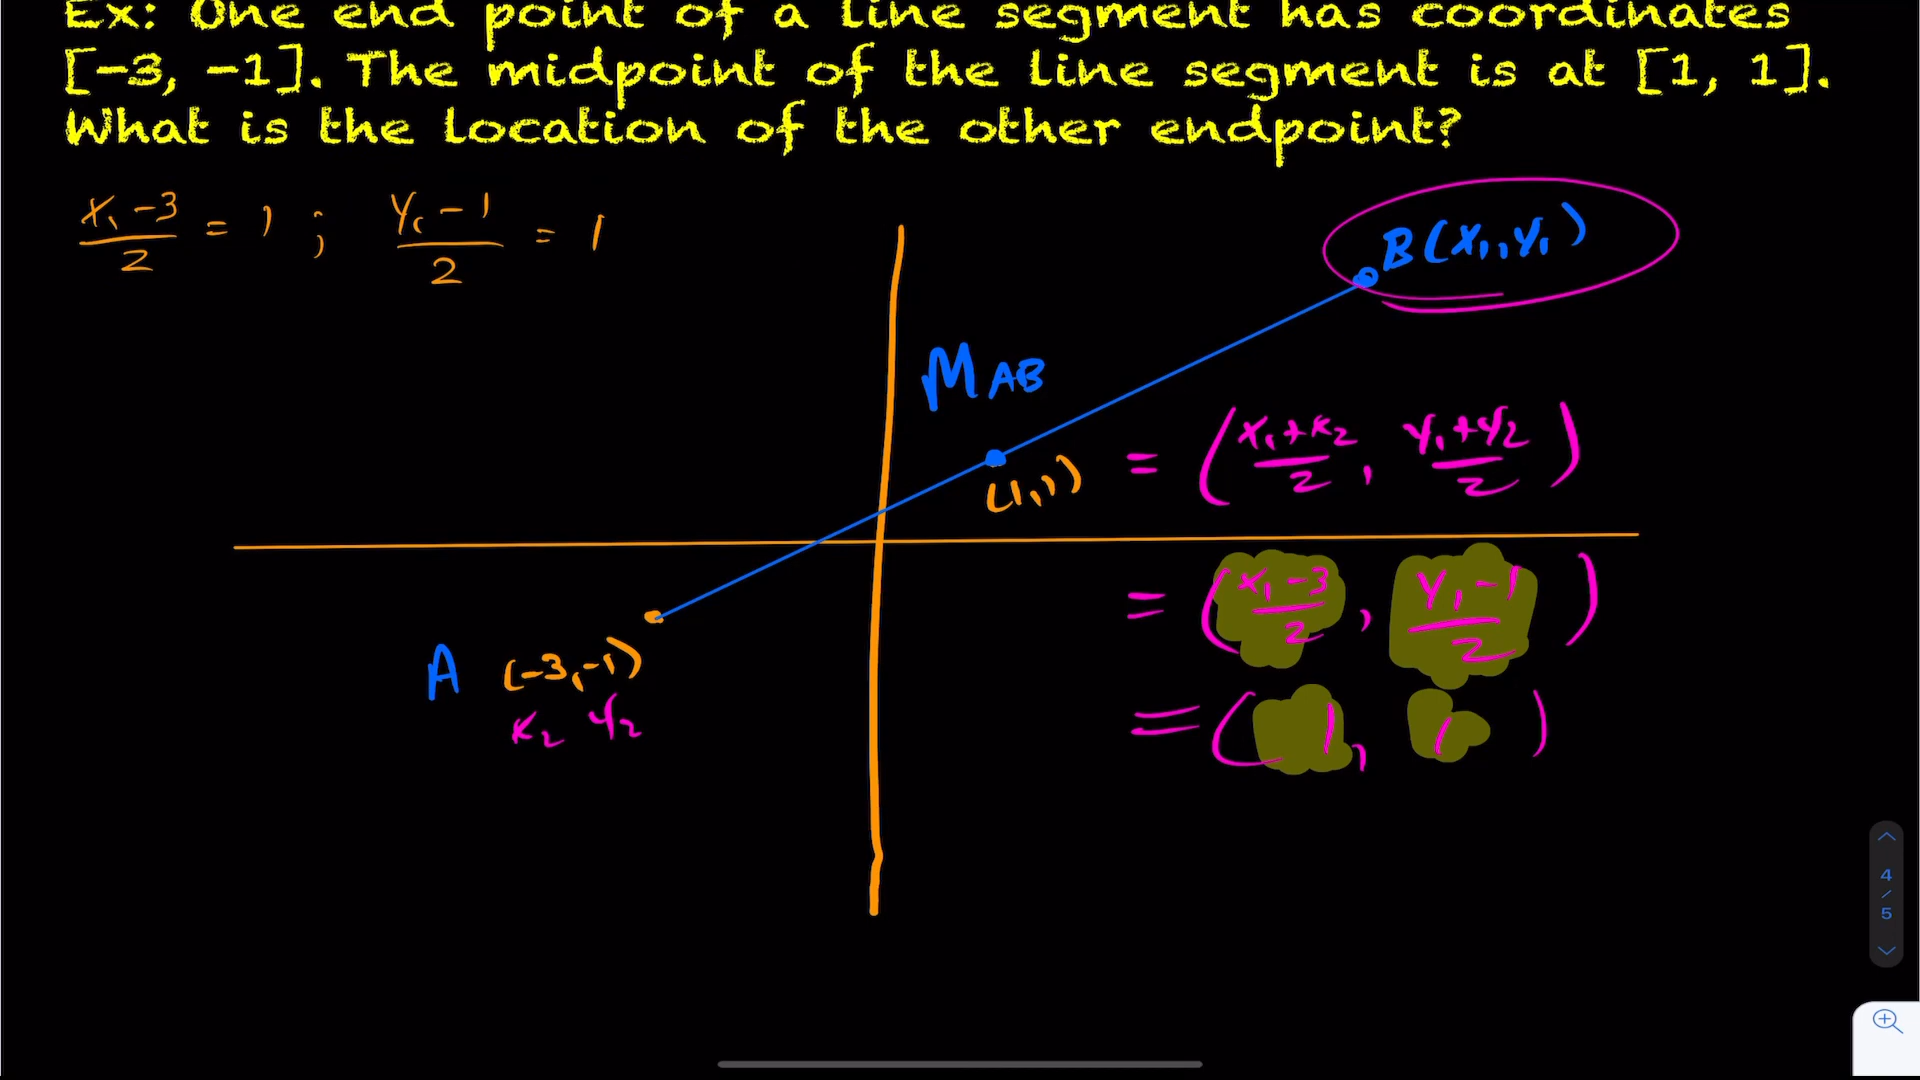 Ex: One end point of a line segment has coordinates
[-3, -1]. The midpoint of the line segment is at [1, 1].
What is the location of the other endpoint?
(x₁ - 3)/2 = 1 ; (y₁ - 1)/2 = 1
B(x₁, y₁)
M AB
(1,1) = ((x₁+x₂)/2, (y₁+y₂)/2)
= ((x₁-3)/2, (y₁-1)/2)
A (-3,-1)
x₂ y₂
= (1, 1)
4
/
5